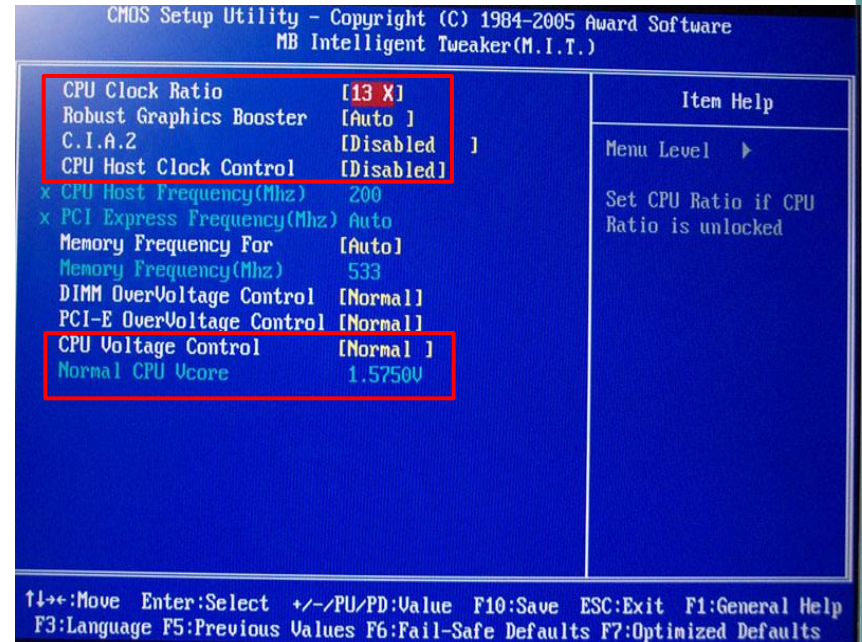 CMOS Setup Utility - Copyright (C) 1984-2005 Award Software
MB Intelligent Tweaker(M.I.T.)
CPU Clock Ratio [13 X]
Robust Graphics Booster [Auto ]
C.I.A.2 [Disabled ]
CPU Host Clock Control [Disabled]
x CPU Host Frequency(Mhz) 200
x PCI Express Frequency(Mhz) Auto
Memory Frequency For [Auto]
Memory Frequency(Mhz) 533
DIMM OverVoltage Control [Normal]
PCI-E OverVoltage Control [Normal]
CPU Voltage Control [Normal ]
Normal CPU Vcore 1.5750V
Item Help
Menu Level ▶
Set CPU Ratio if CPU
Ratio is unlocked
↑↓→←:Move Enter:Select +/-/PU/PD:Value F10:Save ESC:Exit F1:General Help
F3:Language F5:Previous Values F6:Fail-Safe Defaults F7:Optimized Defaults